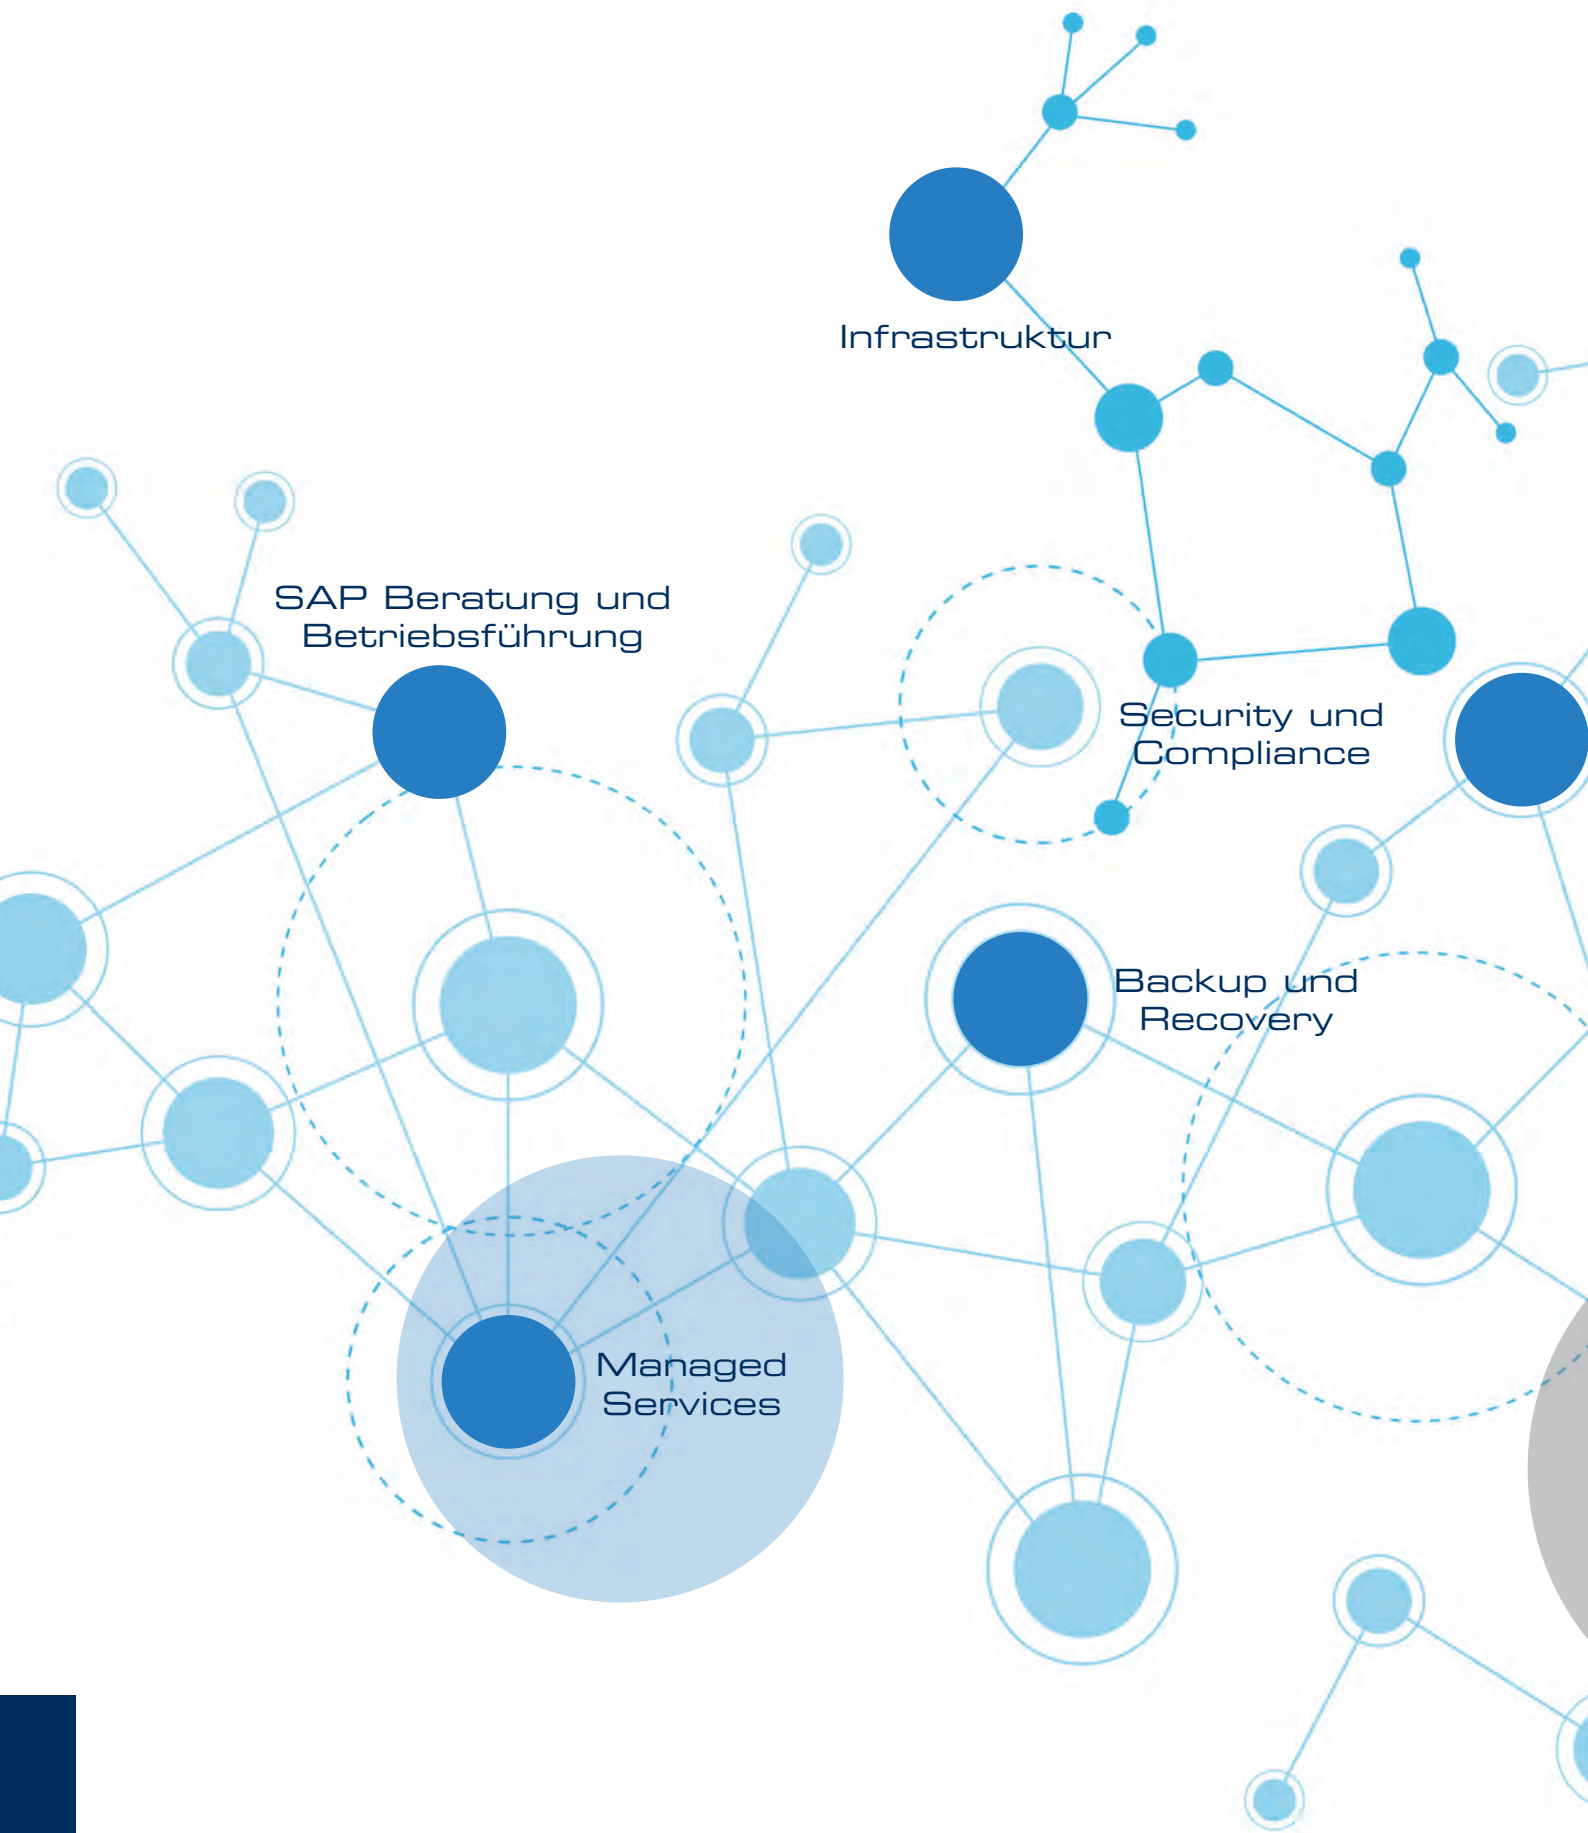 Infrastruktur
SAP Beratung und
Betriebsführung
Security und
Compliance
Backup und
Recovery
Managed
Services